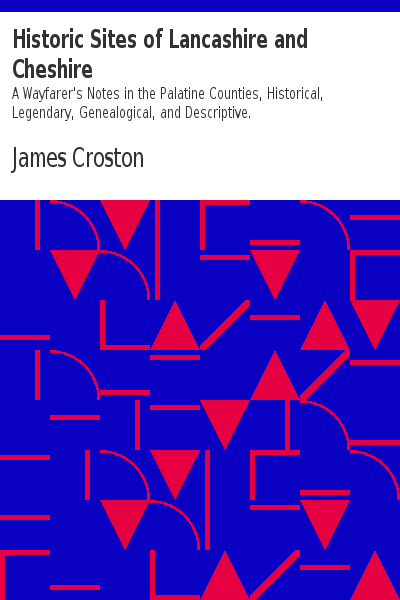 Historic Sites of Lancashire and
Cheshire
A Wayfarer's Notes in the Palatine Counties, Historical,
Legendary, Genealogical, and Descriptive.
James Croston